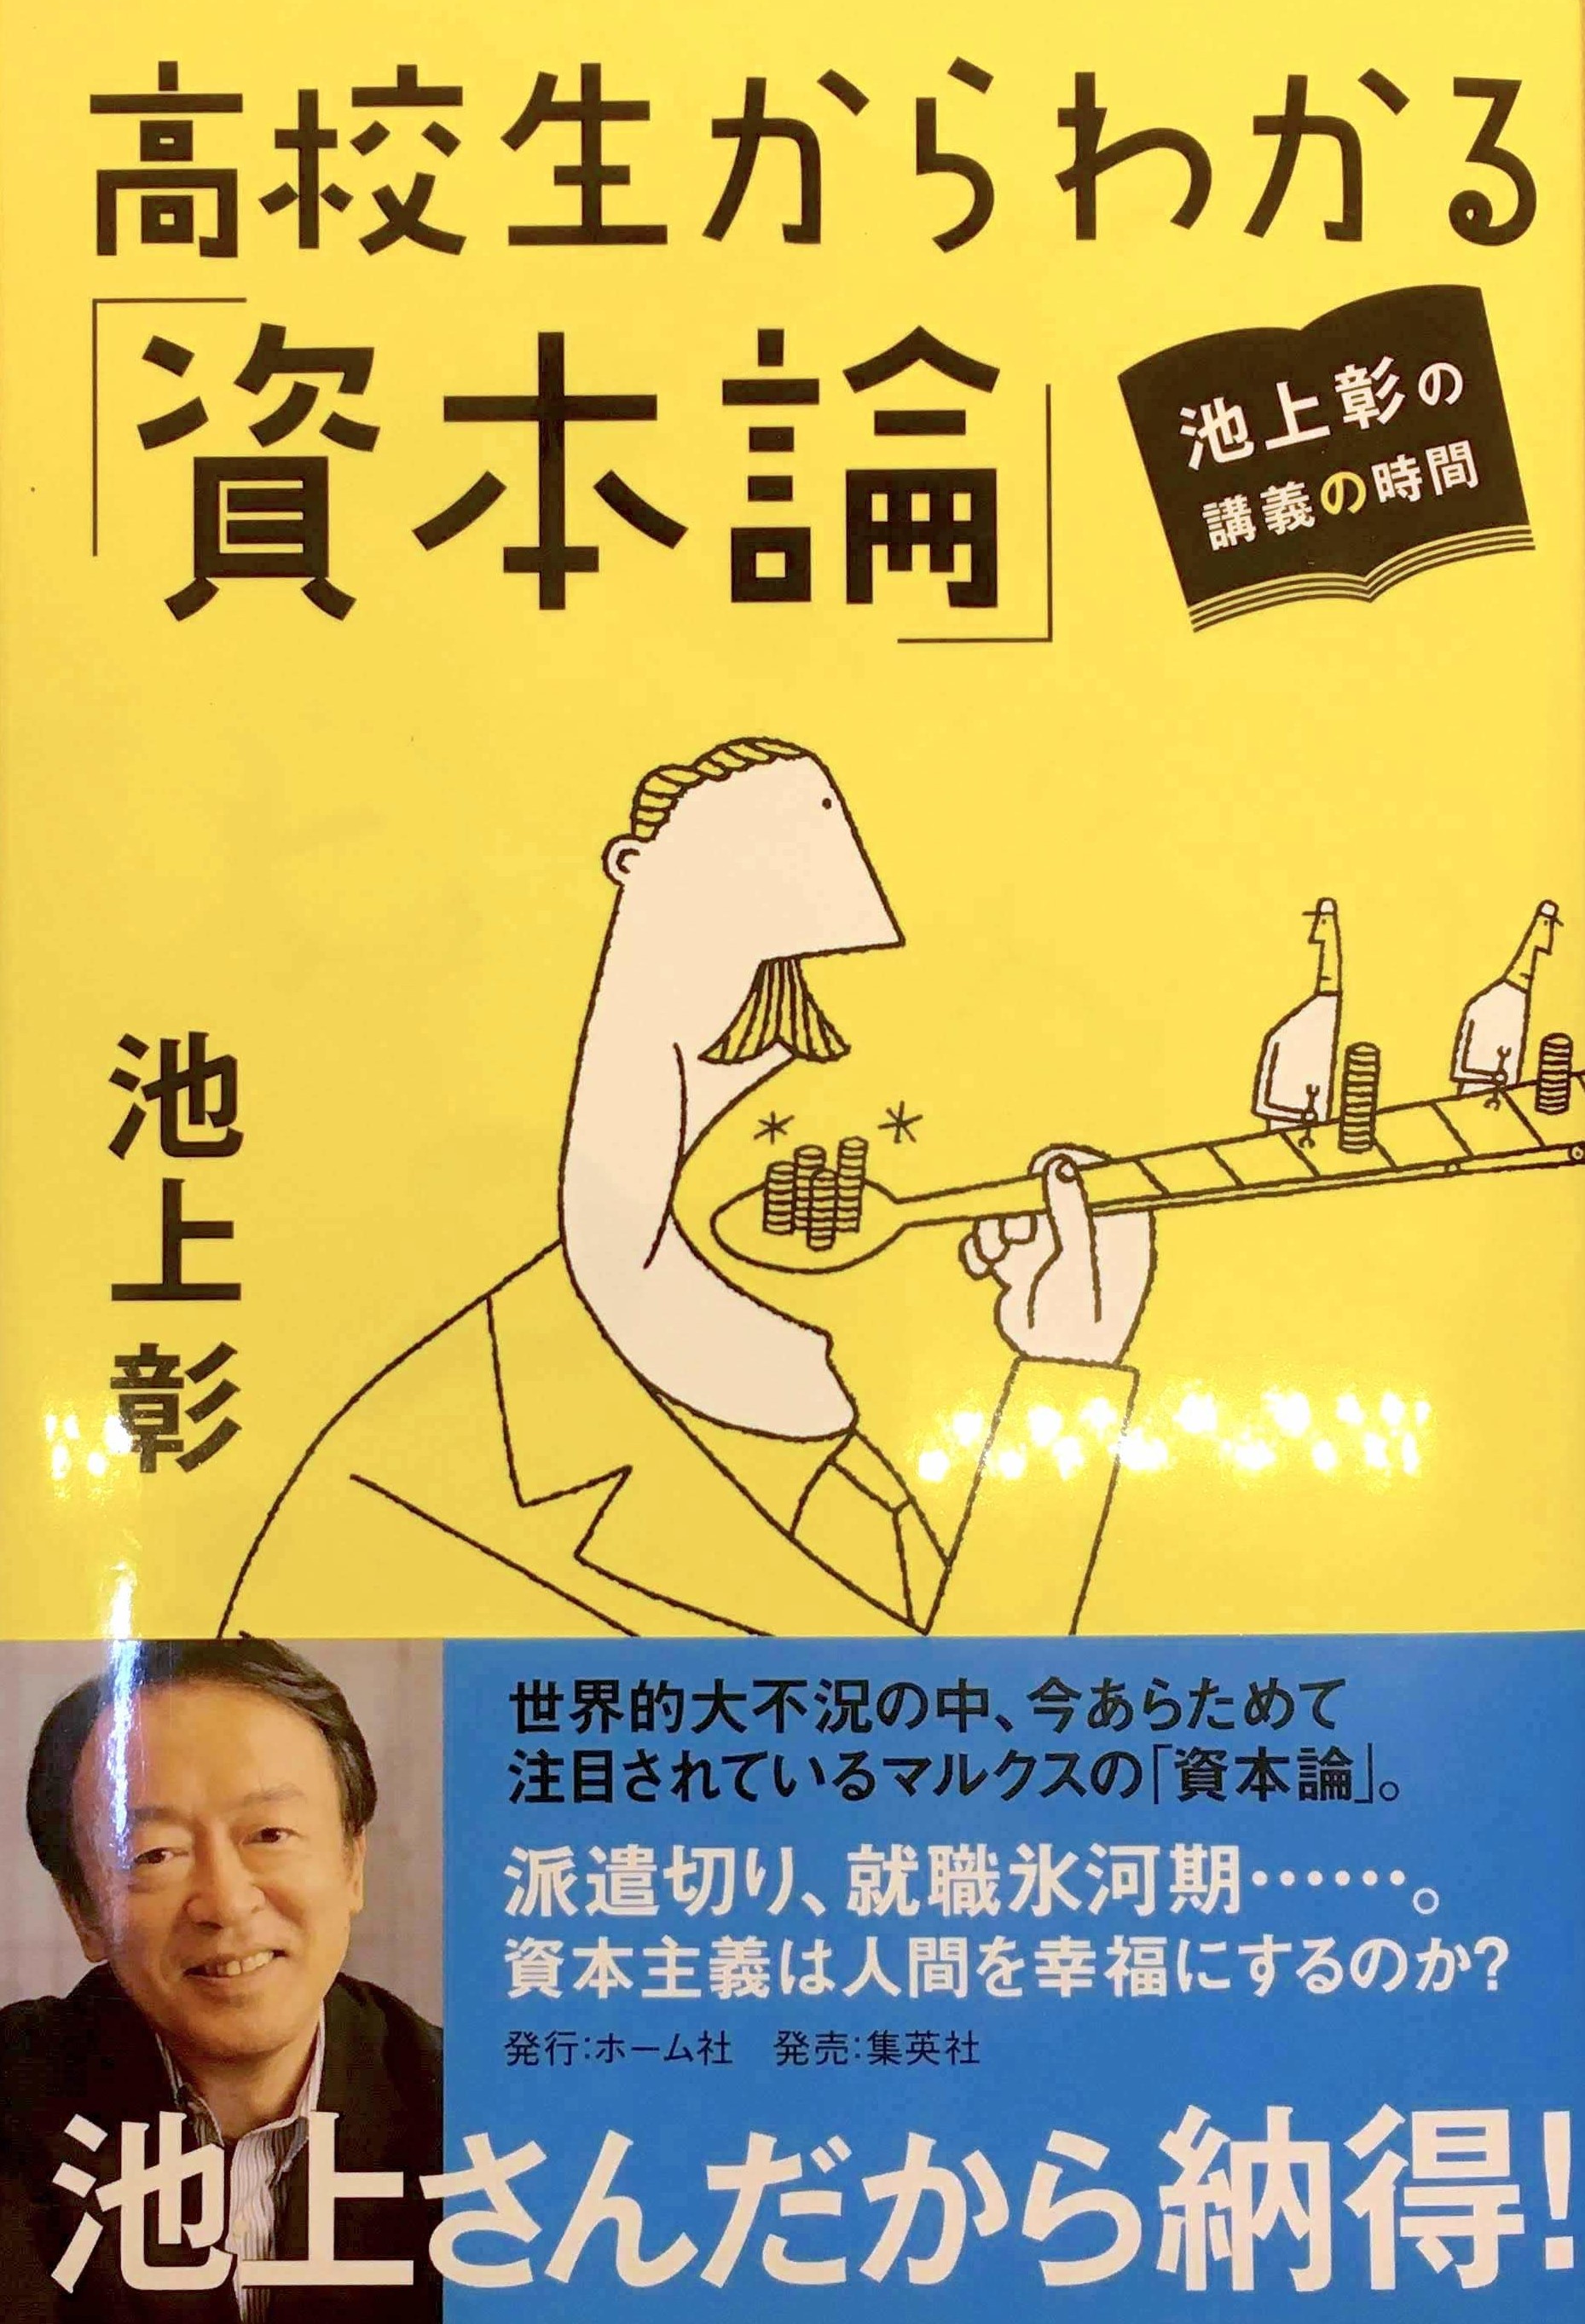 高校生からわかる
「資本論」
池上彰の
講義の時間
池上彰
世界的大不況の中、今あらためて
注目されているマルクスの「資本論」。
派遣切り、就職氷河期……。
資本主義は人間を幸福にするのか?
発行:ホーム社　発売:集英社
池上さんだから納得!